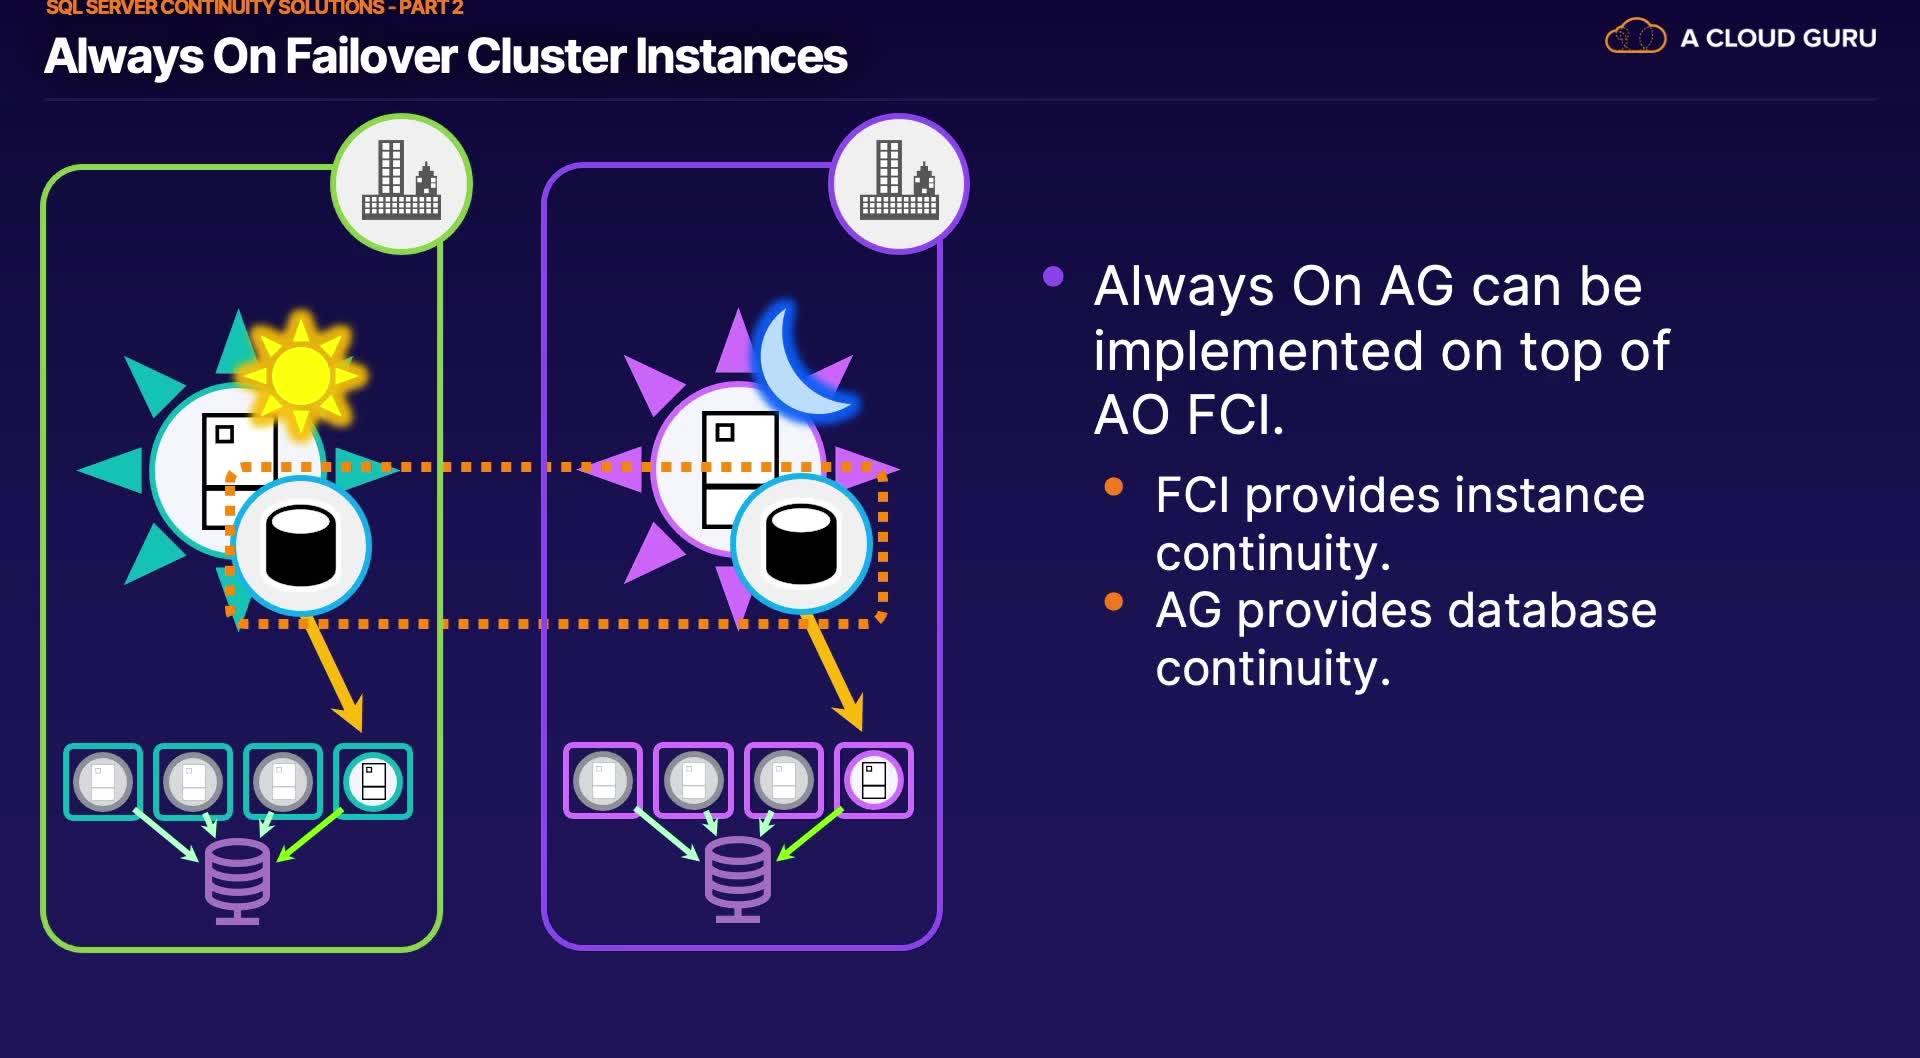 SQL SERVER CONTINUITY SOLUTIONS - PART 2
Always On Failover Cluster Instances
A CLOUD GURU
Always On AG can be
implemented on top of
AO FCI.
FCI provides instance
continuity.
AG provides database
continuity.